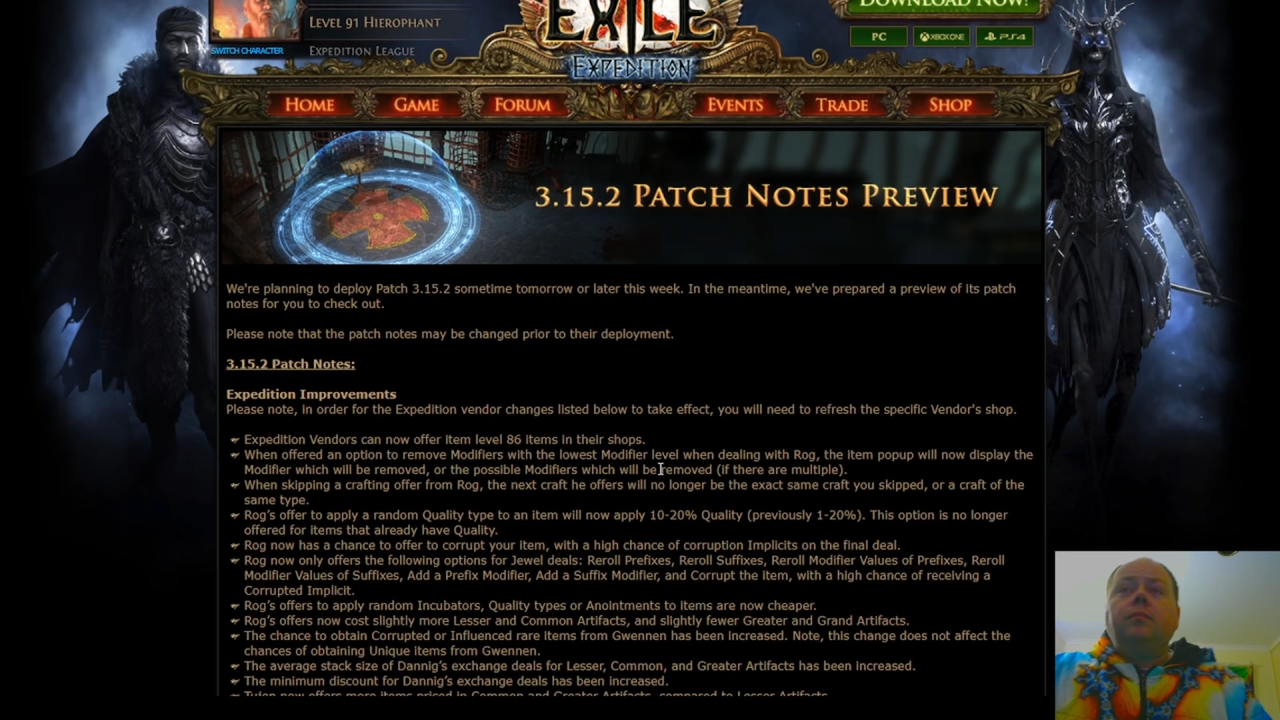 DOWNLOAD NOW!
LEVEL 91 HIEROPHANT
EXILE
PC
XBOX ONE
PS4
SWITCH CHARACTER
EXPEDITION LEAGUE
EXPEDITION
HOME
GAME
FORUM
EVENTS
TRADE
SHOP
3.15.2 PATCH NOTES PREVIEW
We're planning to deploy Patch 3.15.2 sometime tomorrow or later this week. In the meantime, we've prepared a preview of its patch
notes for you to check out.
Please note that the patch notes may be changed prior to their deployment.
3.15.2 Patch Notes:
Expedition Improvements
Please note, in order for the Expedition vendor changes listed below to take effect, you will need to refresh the specific Vendor's shop.
Expedition Vendors can now offer item level 86 items in their shops.
When offered an option to remove Modifiers with the lowest Modifier level when dealing with Rog, the item popup will now display the
Modifier which will be removed, or the possible Modifiers which will be removed (if there are multiple).
When skipping a crafting offer from Rog, the next craft he offers will no longer be the exact same craft you skipped, or a craft of the
same type.
Rog's offer to apply a random Quality type to an item will now apply 10-20% Quality (previously 1-20%). This option is no longer
offered for items that already have Quality.
Rog now has a chance to offer to corrupt your item, with a high chance of corruption Implicits on the final deal.
Rog now only offers the following options for Jewel deals: Reroll Prefixes, Reroll Suffixes, Reroll Modifier Values of Prefixes, Reroll
Modifier Values of Suffixes, Add a Prefix Modifier, Add a Suffix Modifier, and Corrupt the item, with a high chance of receiving a
Corrupted Implicit.
Rog's offers to apply random Incubators, Quality types or Anointments to items are now cheaper.
Rog's offers now cost slightly more Lesser and Common Artifacts, and slightly fewer Greater and Grand Artifacts.
The chance to obtain Corrupted or Influenced rare items from Gwennen has been increased. Note, this change does not affect the
chances of obtaining Unique items from Gwennen.
The average stack size of Dannig's exchange deals for Lesser, Common, and Greater Artifacts has been increased.
The minimum discount for Dannig's exchange deals has been increased.
Tujen now offers more items priced in Common and Greater Artifacts, compared to Lesser Artifacts.